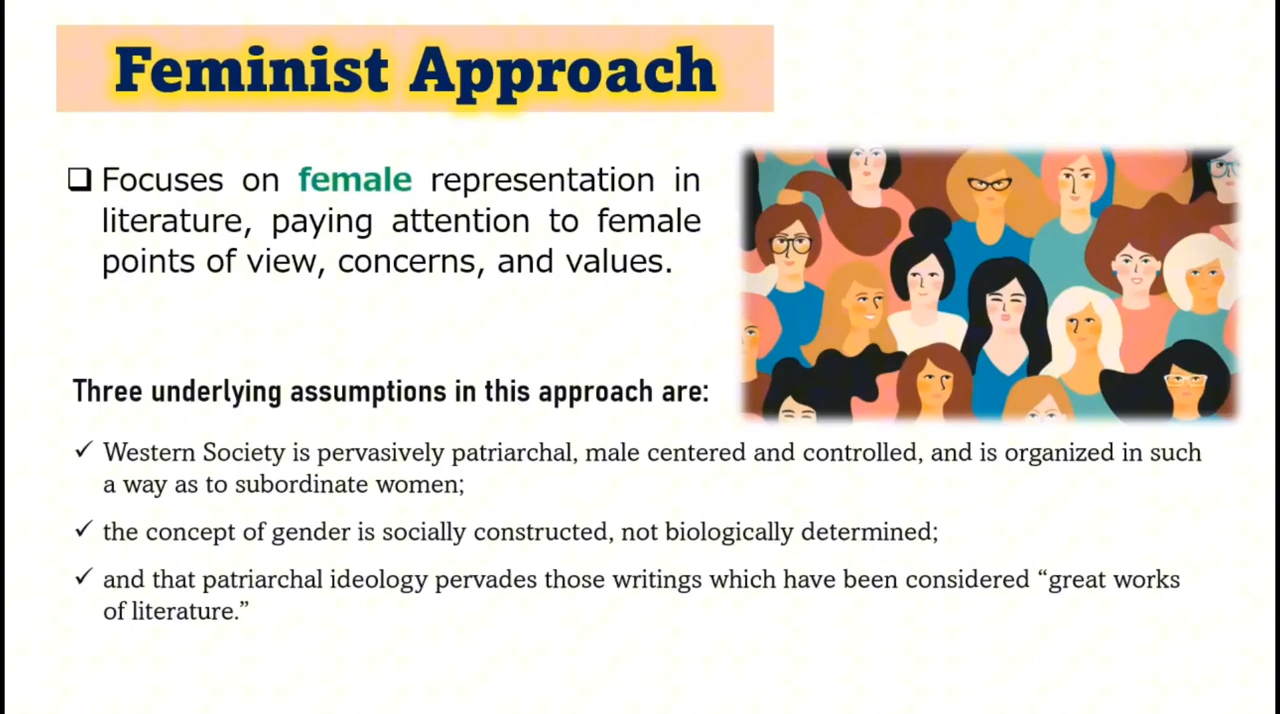 Feminist Approach
Focuses on female representation in
literature, paying attention to female
points of view, concerns, and values.
Three underlying assumptions in this approach are:
✓ Western Society is pervasively patriarchal, male centered and controlled, and is organized in such
a way as to subordinate women;
✓ the concept of gender is socially constructed, not biologically determined;
✓ and that patriarchal ideology pervades those writings which have been considered “great works
of literature.”